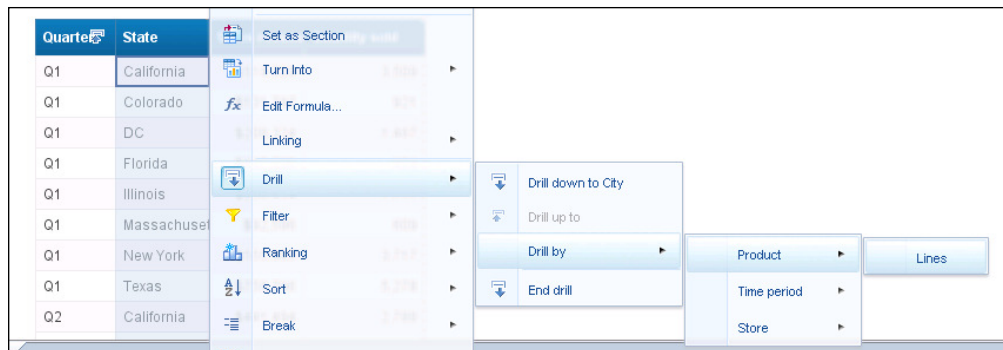 Quarte State
Q1 California
Q1 Colorado
Q1 DC
Q1 Florida
Q1 Illinois
Q1 Massachuset
Q1 New York
Q1 Texas
Q2 California
Set as Section
Turn Into
fx Edit Formula...
Linking
Drill
Filter
Ranking
A Z Sort
Break
Drill down to City
Drill up to
Drill by
End drill
Product
Time period
Store
Lines